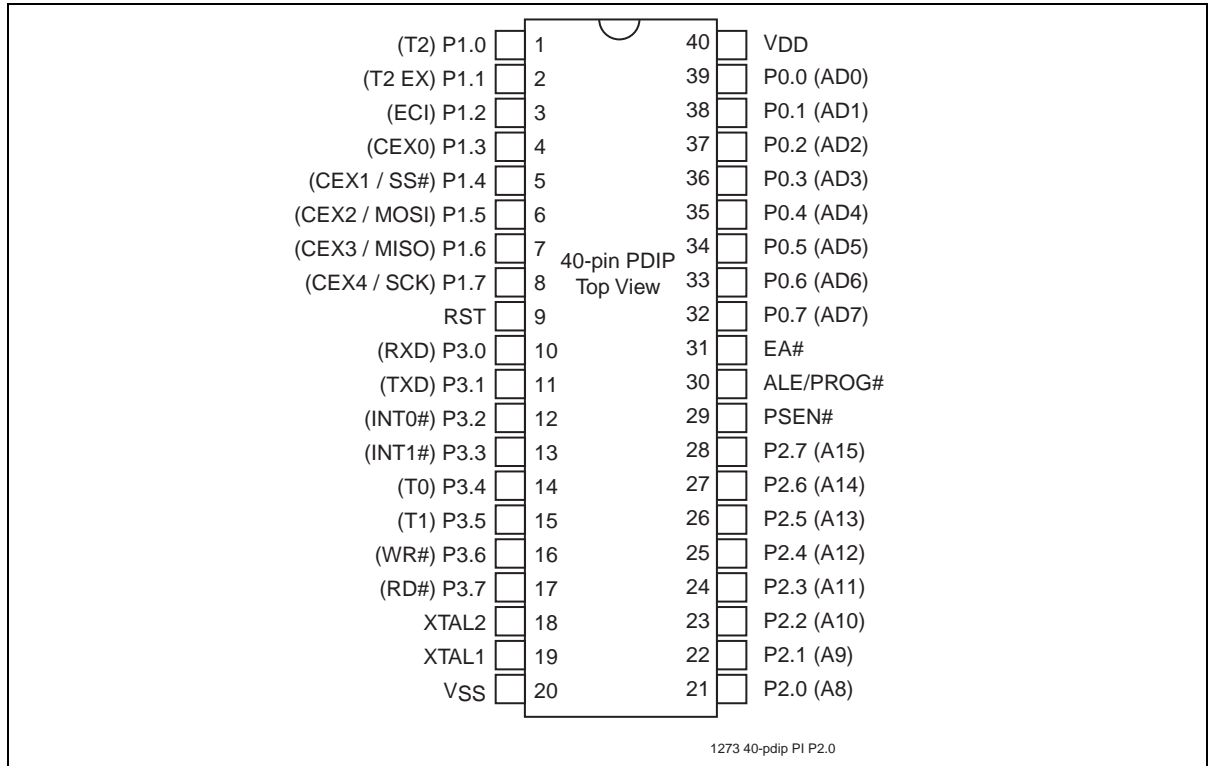 (T2) P1.0 1 40 VDD
(T2 EX) P1.1 2 39 P0.0 (AD0)
(ECI) P1.2 3 38 P0.1 (AD1)
(CEX0) P1.3 4 37 P0.2 (AD2)
(CEX1 / SS#) P1.4 5 36 P0.3 (AD3)
(CEX2 / MOSI) P1.5 6 35 P0.4 (AD4)
(CEX3 / MISO) P1.6 7 34 P0.5 (AD5)
40-pin PDIP
(CEX4 / SCK) P1.7 8 Top View 33 P0.6 (AD6)
RST 9 32 P0.7 (AD7)
(RXD) P3.0 10 31 EA#
(TXD) P3.1 11 30 ALE/PROG#
(INT0#) P3.2 12 29 PSEN#
(INT1#) P3.3 13 28 P2.7 (A15)
(T0) P3.4 14 27 P2.6 (A14)
(T1) P3.5 15 26 P2.5 (A13)
(WR#) P3.6 16 25 P2.4 (A12)
(RD#) P3.7 17 24 P2.3 (A11)
XTAL2 18 23 P2.2 (A10)
XTAL1 19 22 P2.1 (A9)
VSS 20 21 P2.0 (A8)
1273 40-pdip PI P2.0